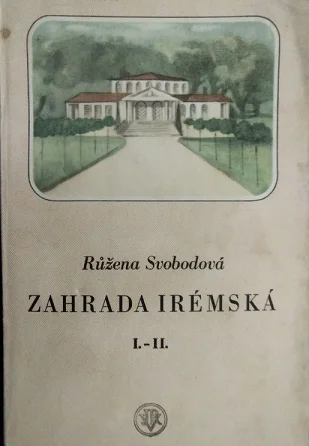 Růžena Svobodová
ZAHRADA IRÉMSKÁ
I.-II.